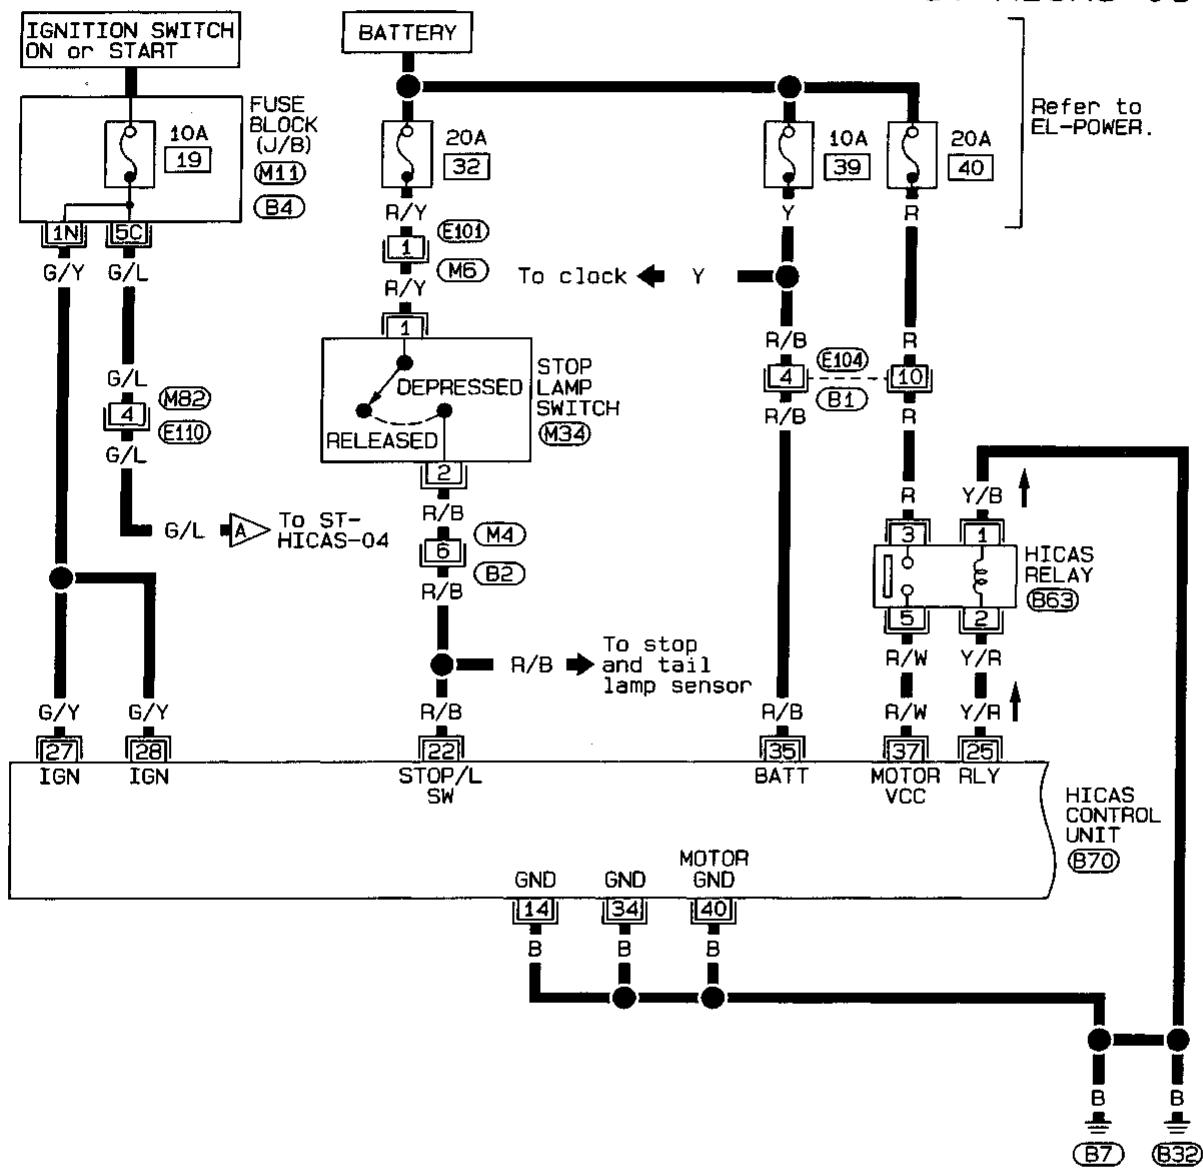 IGNITION SWITCH
ON or START
BATTERY
FUSE
BLOCK
(J/B)
M11
B4
10A
19
20A
32
10A
39
20A
40
Refer to
EL-POWER.
1N
5C
G/Y
G/L
R/Y
1
E101
M6
R/Y
1
Y
R
To clock
Y
R/B
R
4
E104
10
B1
R/B
R
G/L
4
M82
E110
G/L
DEPRESSED
RELEASED
STOP
LAMP
SWITCH
M34
2
R/B
6
M4
B2
R/B
G/L
A
To ST-
HICAS-04
R
Y/B
3
1
HICAS
RELAY
B63
5
2
R/W
Y/R
R/B
To stop
and tail
lamp sensor
G/Y
G/Y
R/B
R/B
R/W
Y/R
27
28
22
35
37
25
IGN
IGN
STOP/L
SW
BATT
MOTOR
VCC
RLY
HICAS
CONTROL
UNIT
B70
GND
GND
MOTOR
GND
14
34
40
B
B
B
B
B
B7
B32